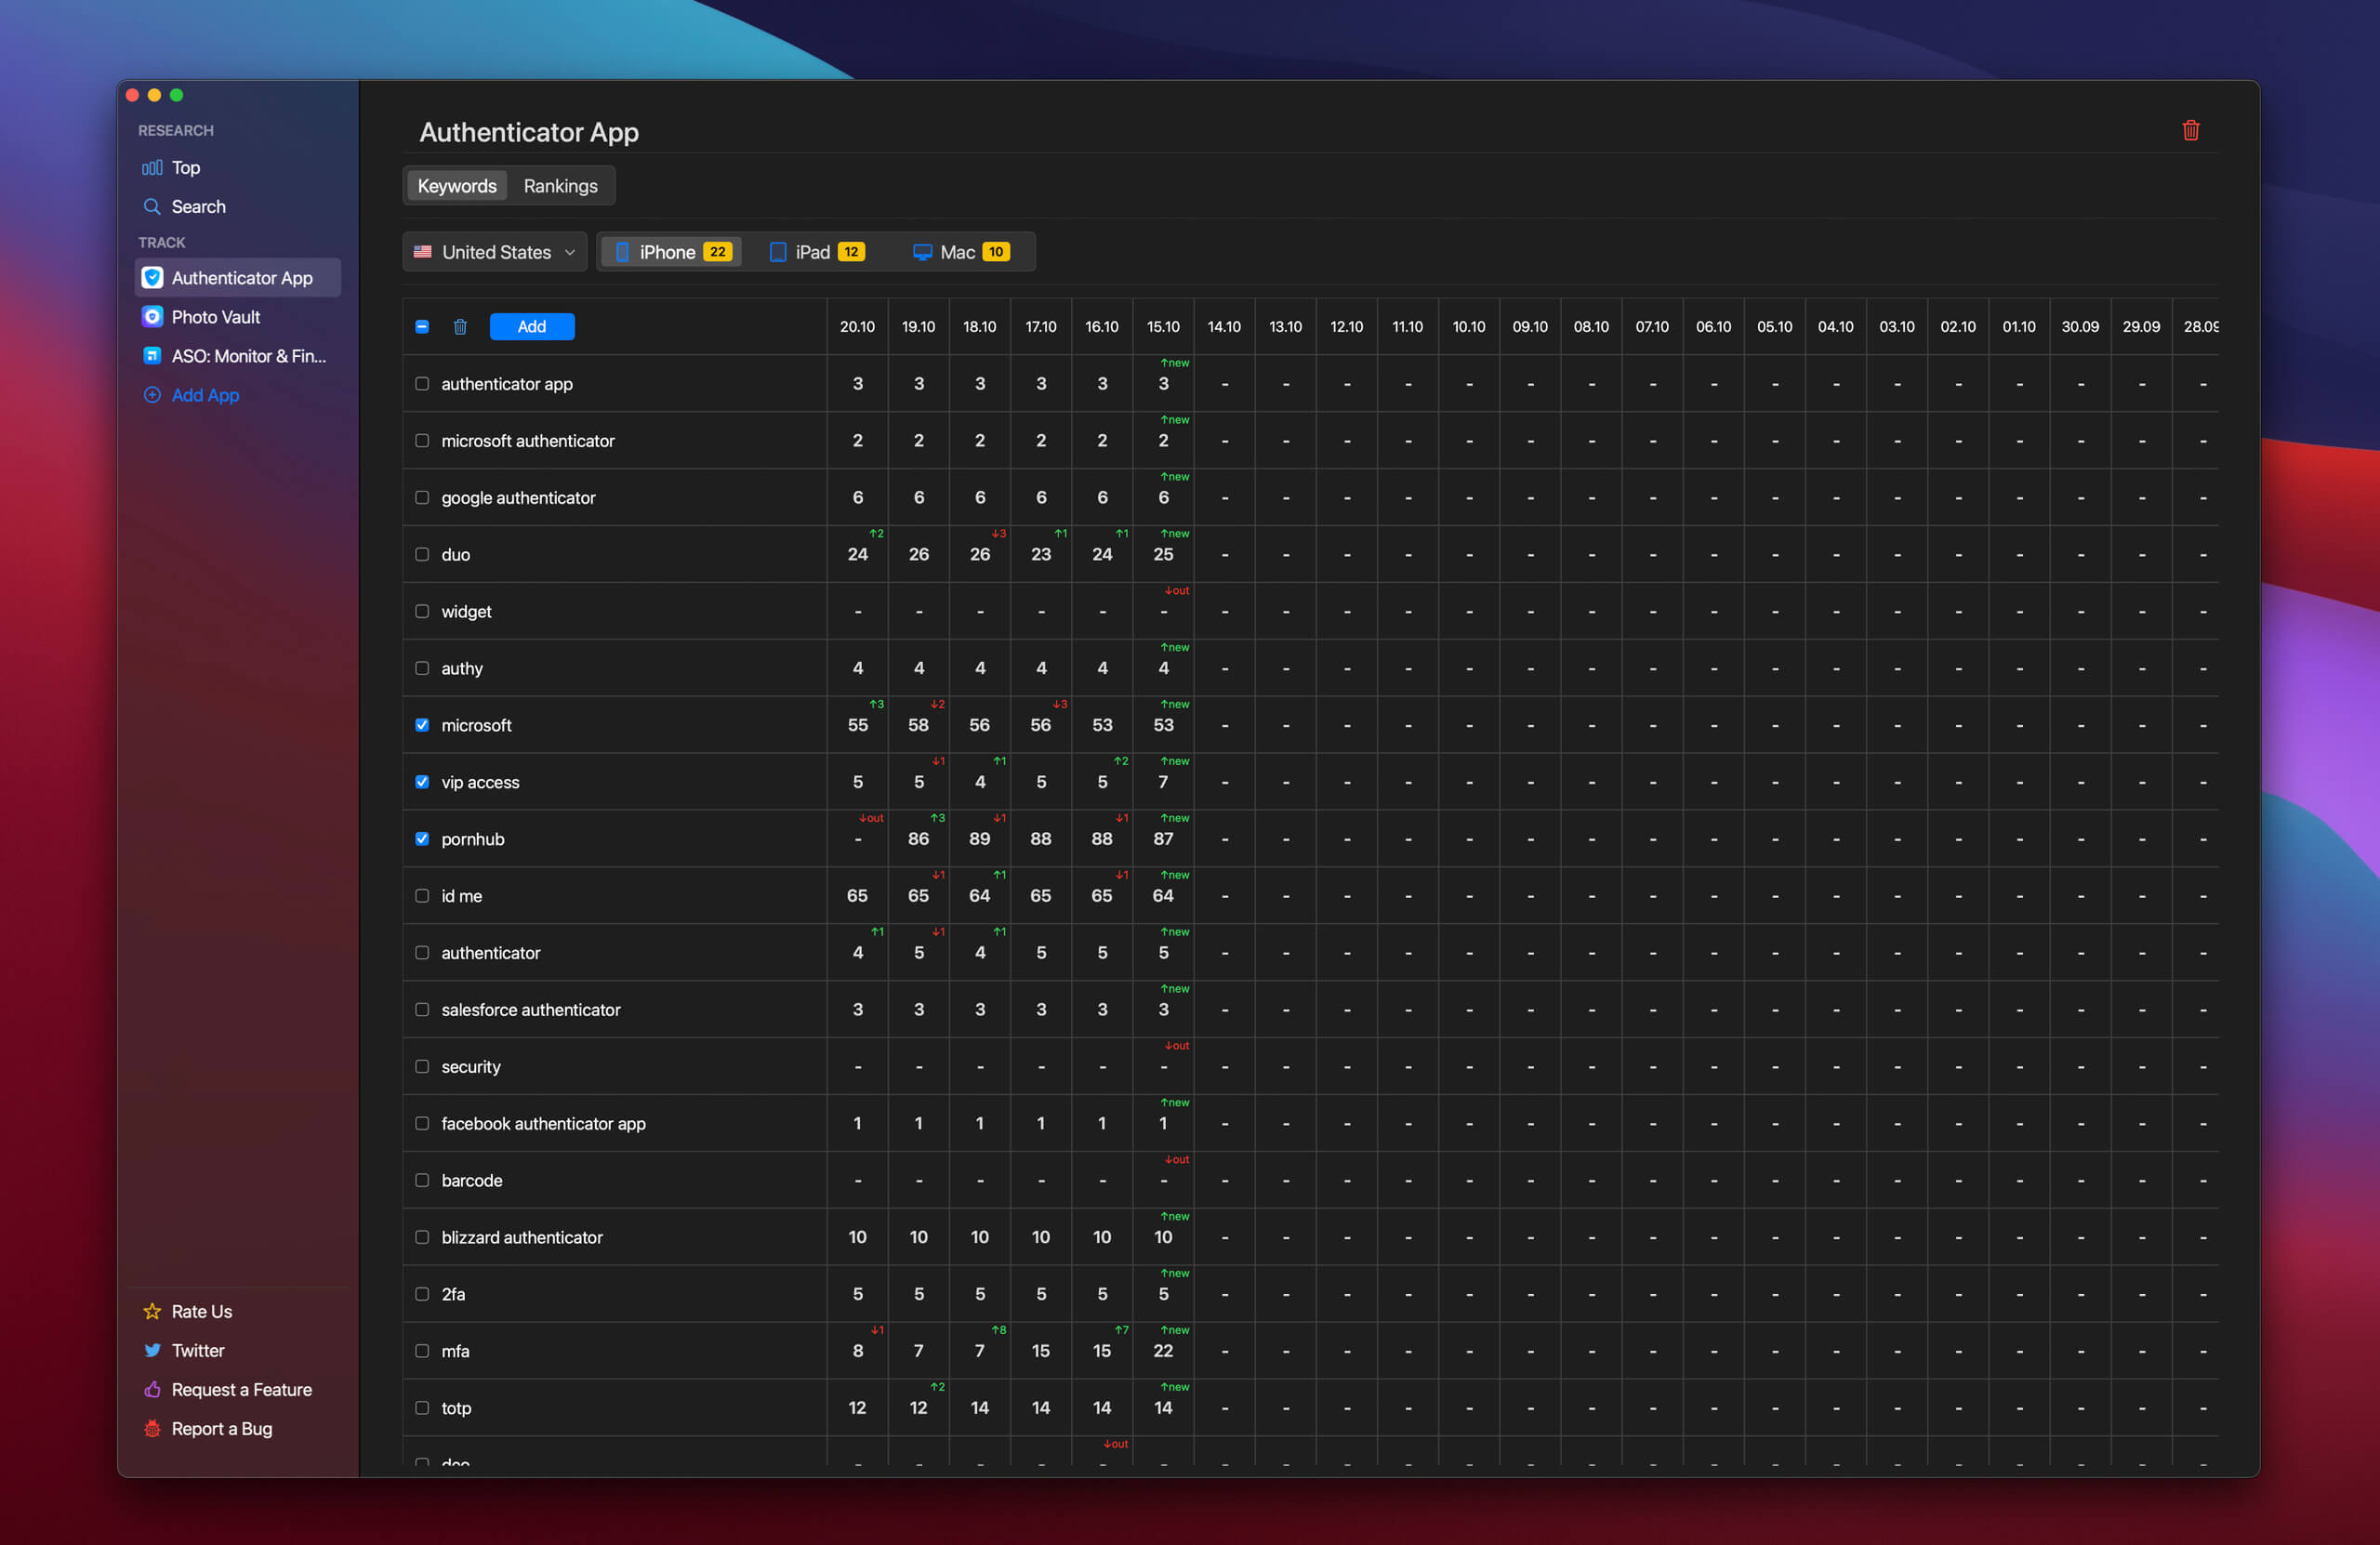 RESEARCH
Top
Search
TRACK
Authenticator App
Photo Vault
ASO: Monitor & Fin...
Add App
Rate Us
Twitter
Request a Feature
Report a Bug
Authenticator App
Keywords Rankings
United States iPhone 22 iPad 12 Mac 10
Add 20.10 19.10 18.10 17.10 16.10 15.10 14.10 13.10 12.10 11.10 10.10 09.10 08.10 07.10 06.10 05.10 04.10 03.10 02.10 01.10 30.09 29.09 28.09
↑new
authenticator app 3 3 3 3 3 3 - - - - - - - - - - - - - - - - -
↑new
microsoft authenticator 2 2 2 2 2 2 - - - - - - - - - - - - - - - - -
↑new
google authenticator 6 6 6 6 6 6 - - - - - - - - - - - - - - - - -
↑2 ↓3 ↑1 ↑1 ↑new
duo 24 26 26 23 24 25 - - - - - - - - - - - - - - - - -
↓out
widget - - - - - - - - - - - - - - - - - - - - - - -
↑new
authy 4 4 4 4 4 4 - - - - - - - - - - - - - - - - -
↑3 ↓2 ↓3 ↑new
microsoft 55 58 56 56 53 53 - - - - - - - - - - - - - - - - -
↓1 ↑1 ↑2 ↑new
vip access 5 5 4 5 5 7 - - - - - - - - - - - - - - - - -
↓out ↑3 ↓1 ↓1 ↑new
pornhub - 86 89 88 88 87 - - - - - - - - - - - - - - - - -
↓1 ↑1 ↓1 ↑new
id me 65 65 64 65 65 64 - - - - - - - - - - - - - - - - -
↑1 ↓1 ↑1 ↑new
authenticator 4 5 4 5 5 5 - - - - - - - - - - - - - - - - -
↑new
salesforce authenticator 3 3 3 3 3 3 - - - - - - - - - - - - - - - - -
↓out
security - - - - - - - - - - - - - - - - - - - - - - -
↑new
facebook authenticator app 1 1 1 1 1 1 - - - - - - - - - - - - - - - - -
↓out
barcode - - - - - - - - - - - - - - - - - - - - - - -
↑new
blizzard authenticator 10 10 10 10 10 10 - - - - - - - - - - - - - - - - -
↑new
2fa 5 5 5 5 5 5 - - - - - - - - - - - - - - - - -
↓1 ↑8 ↑7 ↑new
mfa 8 7 7 15 15 22 - - - - - - - - - - - - - - - - -
↑2 ↑new
totp 12 12 14 14 14 14 - - - - - - - - - - - - - - - - -
↓out
- - - - - - - - - - - - - - - - - - - - - - -